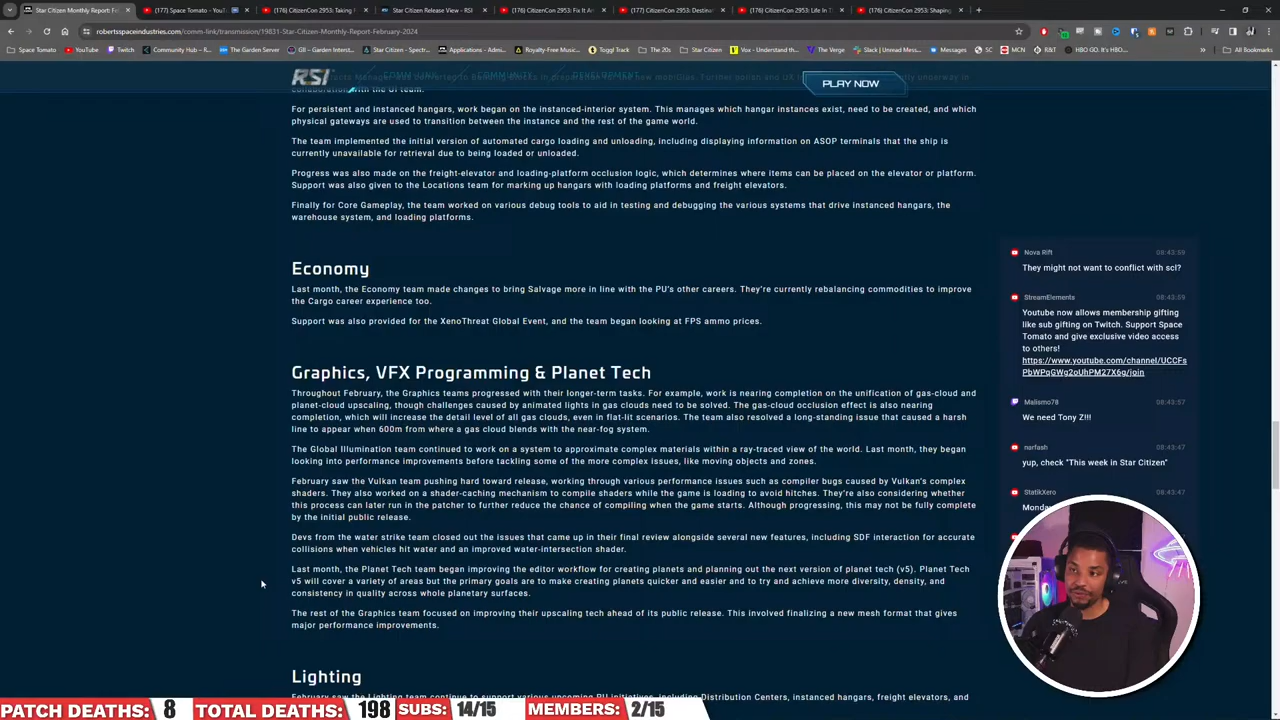 Star Citizen Monthly Report: Febru
(177) Space Tomato – You
(176) CitizenCon 2953: Taking
Star Citizen Release View - RSI
(176) CitizenCon 2953: Fix It An
(177) CitizenCon 2953: Destina
(176) CitizenCon 2953: Life In T
(176) CitizenCon 2953: Shaping
robertsspaceindustries.com/comm-link/transmission/19831-Star-Citizen-Monthly-Report-February-2024
Space Tomato
YouTube
Gmail
The Garden Server
GII – Garden Interst...
Star Citizen - Spectr...
Applications - Admi...
Royalty-Free Music...
Toggl Track
The 20s
Star Citizen
Vox - Understand th...
The Verge
Slack | Unread Mess...
Messages
SC
MCN
R&T
HBO GO. It's HBO....
All Bookmarks
RSI
COMM-LINK
COMMUNITY
DEVELOPMENT
PLAY NOW
collaboration with the UI team.
For persistent and instanced hangars, work began on the instanced-interior system. This manages which hangar instances exist, need to be created, and which
physical gateways are used to transition between the instance and the rest of the game world.
The team implemented the initial version of automated cargo loading and unloading, including displaying information on ASOP terminals that the ship is
currently unavailable for retrieval due to being loaded or unloaded.
Progress was also made on the freight-elevator and loading-platform occlusion logic, which determines where items can be placed on the elevator or platform.
Support was also given to the Locations team for marking up hangars with loading platforms and freight elevators.
Finally for Core Gameplay, the team worked on various debug tools to aid in testing and debugging the various systems that drive instanced hangars, the
warehouse system, and loading platforms.
Economy
Last month, the Economy team made changes to bring Salvage more in line with the PU's other careers. They're currently rebalancing commodities to improve
the Cargo career experience too.
Support was also provided for the XenoThreat Global Event, and the team began looking at FPS ammo prices.
Graphics, VFX Programming & Planet Tech
Throughout February, the Graphics teams progressed with their longer-term tasks. For example, work is nearing completion on the unification of gas-cloud and
planet-cloud upscaling, though challenges caused by animated lights in gas clouds need to be solved. The gas-cloud occlusion effect is also nearing
completion, which will increase the detail level of all gas clouds, even in flat-lit scenarios. The team also resolved a long-standing issue that caused a harsh
line to appear when 600m from where a gas cloud blends with the near-fog system.
The Global Illumination team continued to work on a system to approximate complex materials within a ray-traced view of the world. Last month, they began
looking into performance improvements before tackling some of the more complex issues, like moving objects and zones.
February saw the Vulkan team pushing hard toward release, working through various performance issues such as compiler bugs caused by Vulkan's complex
shaders. They also worked on a shader-caching mechanism to compile shaders while the game is loading to avoid hitches. They're also considering whether
this process can later run in the patcher to further reduce the chance of compiling when the game starts. Although progressing, this may not be fully complete
by the initial public release.
Devs from the water strike team closed out the issues that came up in their final review alongside several new features, including SDF interaction for accurate
collisions when vehicles hit water and an improved water-intersection shader.
Last month, the Planet Tech team began improving the editor workflow for creating planets and planning out the next version of planet tech (v5). Planet Tech
v5 will cover a variety of areas but the primary goals are to make creating planets quicker and easier and to try and achieve more diversity, density, and
consistency in quality across whole planetary surfaces.
The rest of the Graphics team focused on improving their upscaling tech ahead of its public release. This involved finalizing a new mesh format that gives
major performance improvements.
Lighting
February saw the Lighting team continue to support various upcoming PU initiatives, including Distribution Centers, instanced hangars, freight elevators, and
Nova Rift 08:43:59
They might not want to conflict with scl?
StreamElements 08:43:59
Youtube now allows membership gifting
like sub gifting on Twitch. Support Space
Tomato and give exclusive video access
to others!
https://www.youtube.com/channel/UCCFs
PbWPqGWg2oUhPM27X6g/join
Malismo78 08:43:57
We need Tony Z!!!
narfash 08:43:47
yup, check "This week in Star Citizen"
StatikXero 08:43:47
Monda
PATCH DEATHS: 8 TOTAL DEATHS: 198 SUBS: 14/15 MEMBERS: 2/15